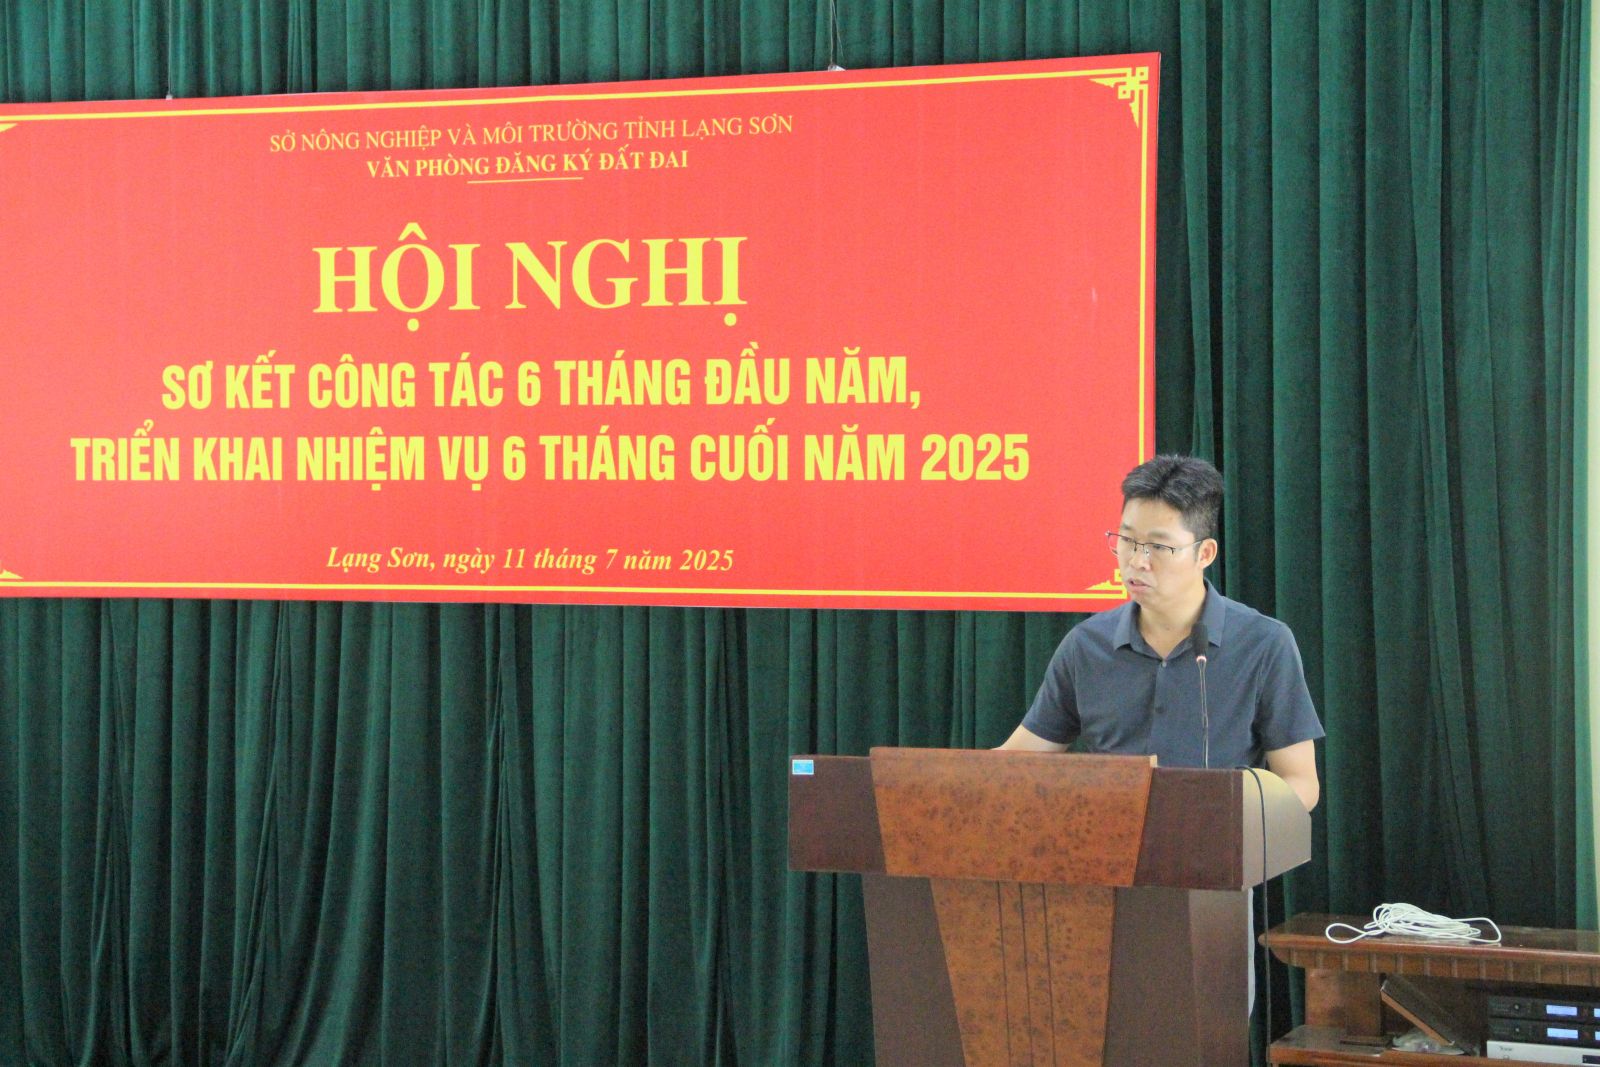 SỞ NÔNG NGHIỆP VÀ MÔI TRƯỜNG TỈNH LẠNG SƠN
VĂN PHÒNG ĐĂNG KÝ ĐẤT ĐAI
HỘI NGHỊ
SƠ KẾT CÔNG TÁC 6 THÁNG ĐẦU NĂM,
TRIỂN KHAI NHIỆM VỤ 6 THÁNG CUỐI NĂM 2025
Lạng Sơn, ngày 11 tháng 7 năm 2025